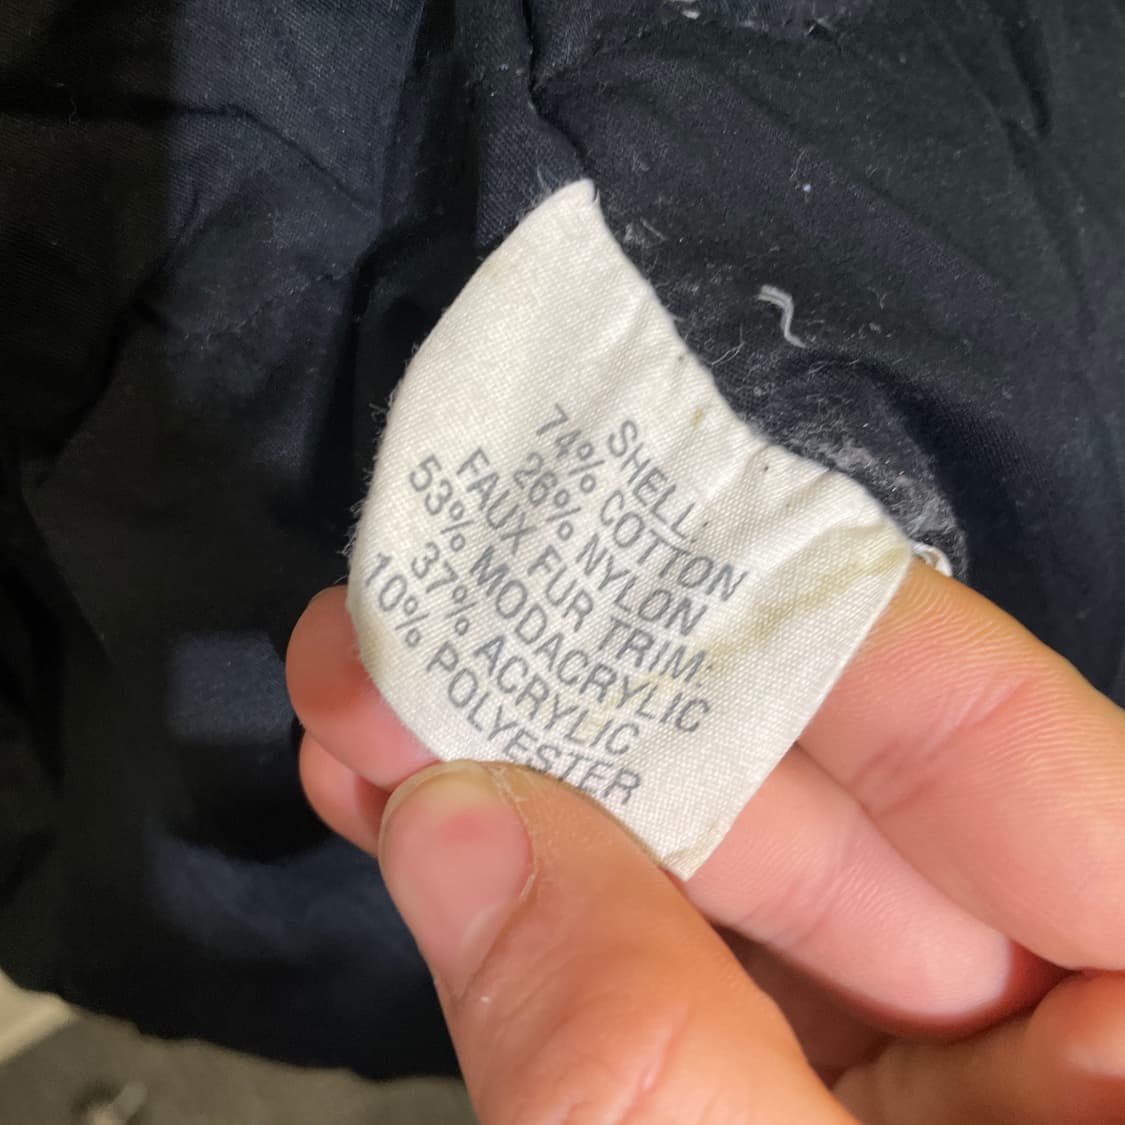 SHELL:
74% COTTON
26% NYLON
FAUX FUR TRIM:
53% MODACRYLIC
37% ACRYLIC
10% POLYESTER